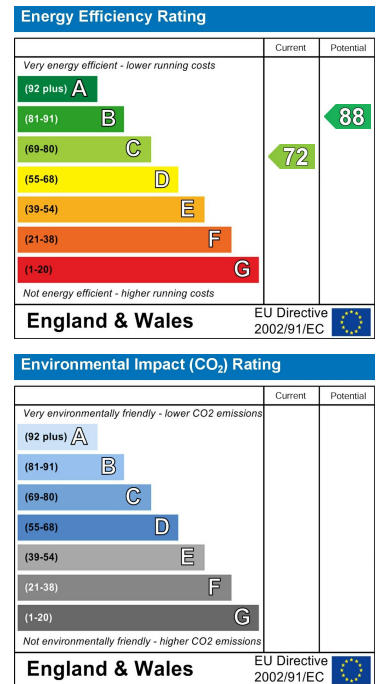 Energy Efficiency Rating
Current Potential
Very energy efficient - lower running costs
(92 plus) A
(81-91) B
(69-80) C
(55-68) D
(39-54) E
(21-38) F
(1-20) G
72
88
Not energy efficient - higher running costs
England & Wales
EU Directive
2002/91/EC
Environmental Impact (CO₂) Rating
Current Potential
Very environmentally friendly - lower CO2 emissions
(92 plus) A
(81-91) B
(69-80) C
(55-68) D
(39-54) E
(21-38) F
(1-20) G
Not environmentally friendly - higher CO2 emissions
England & Wales
EU Directive
2002/91/EC